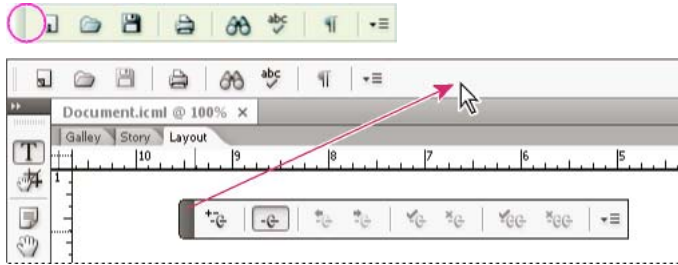 abc
abc
Document.icml @ 100% ×
Galley Story Layout
10 9 8 7 6 5
1
T